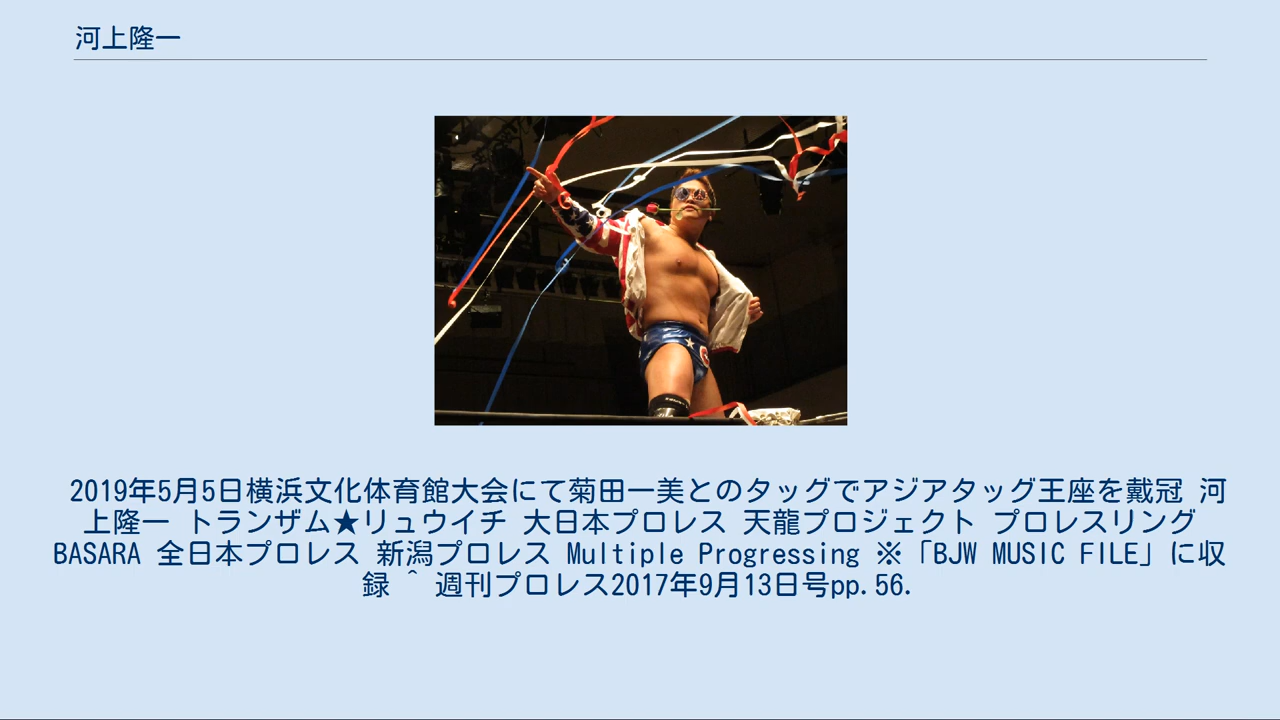 河上隆一
2019年5月5日横浜文化体育館大会にて菊田一美とのタッグでアジアタッグ王座を戴冠 河
上隆一 トランザム★リュウイチ 大日本プロレス 天龍プロジェクト プロレスリング
BASARA 全日本プロレス 新潟プロレス Multiple Progressing ※「BJW MUSIC FILE」に収
録 ^ 週刊プロレス2017年9月13日号pp.56.